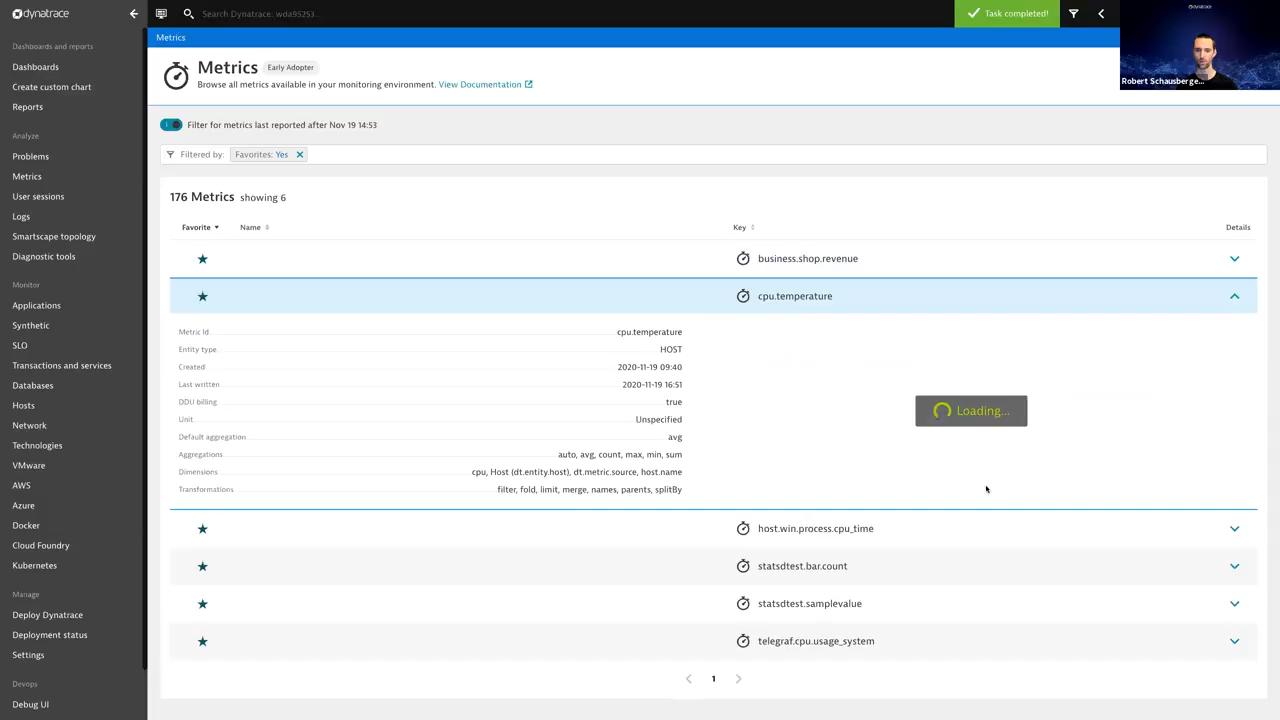 dynatrace
Search Dynatrace: wda95253...
Task completed!
dynatrace
Robert Schausberge...
Dashboards and reports
Dashboards
Create custom chart
Reports
Analyze
Problems
Metrics
User sessions
Logs
Smartscape topology
Diagnostic tools
Monitor
Applications
Synthetic
SLO
Transactions and services
Databases
Hosts
Network
Technologies
VMware
AWS
Azure
Docker
Cloud Foundry
Kubernetes
Manage
Deploy Dynatrace
Deployment status
Settings
Devops
Debug UI
Metrics
Metrics Early Adopter
Browse all metrics available in your monitoring environment. View Documentation
Filter for metrics last reported after Nov 19 14:53
Filtered by: Favorites: Yes
176 Metrics showing 6
Favorite Name Key Details
business.shop.revenue
cpu.temperature
Metric Id cpu.temperature
Entity type HOST
Created 2020-11-19 09:40
Last written 2020-11-19 16:51
DDU billing true
Unit Unspecified
Default aggregation avg
Aggregations auto, avg, count, max, min, sum
Dimensions cpu, Host (dt.entity.host), dt.metric.source, host.name
Transformations filter, fold, limit, merge, names, parents, splitBy
Loading...
host.win.process.cpu_time
statsdtest.bar.count
statsdtest.samplevalue
telegraf.cpu.usage_system
1